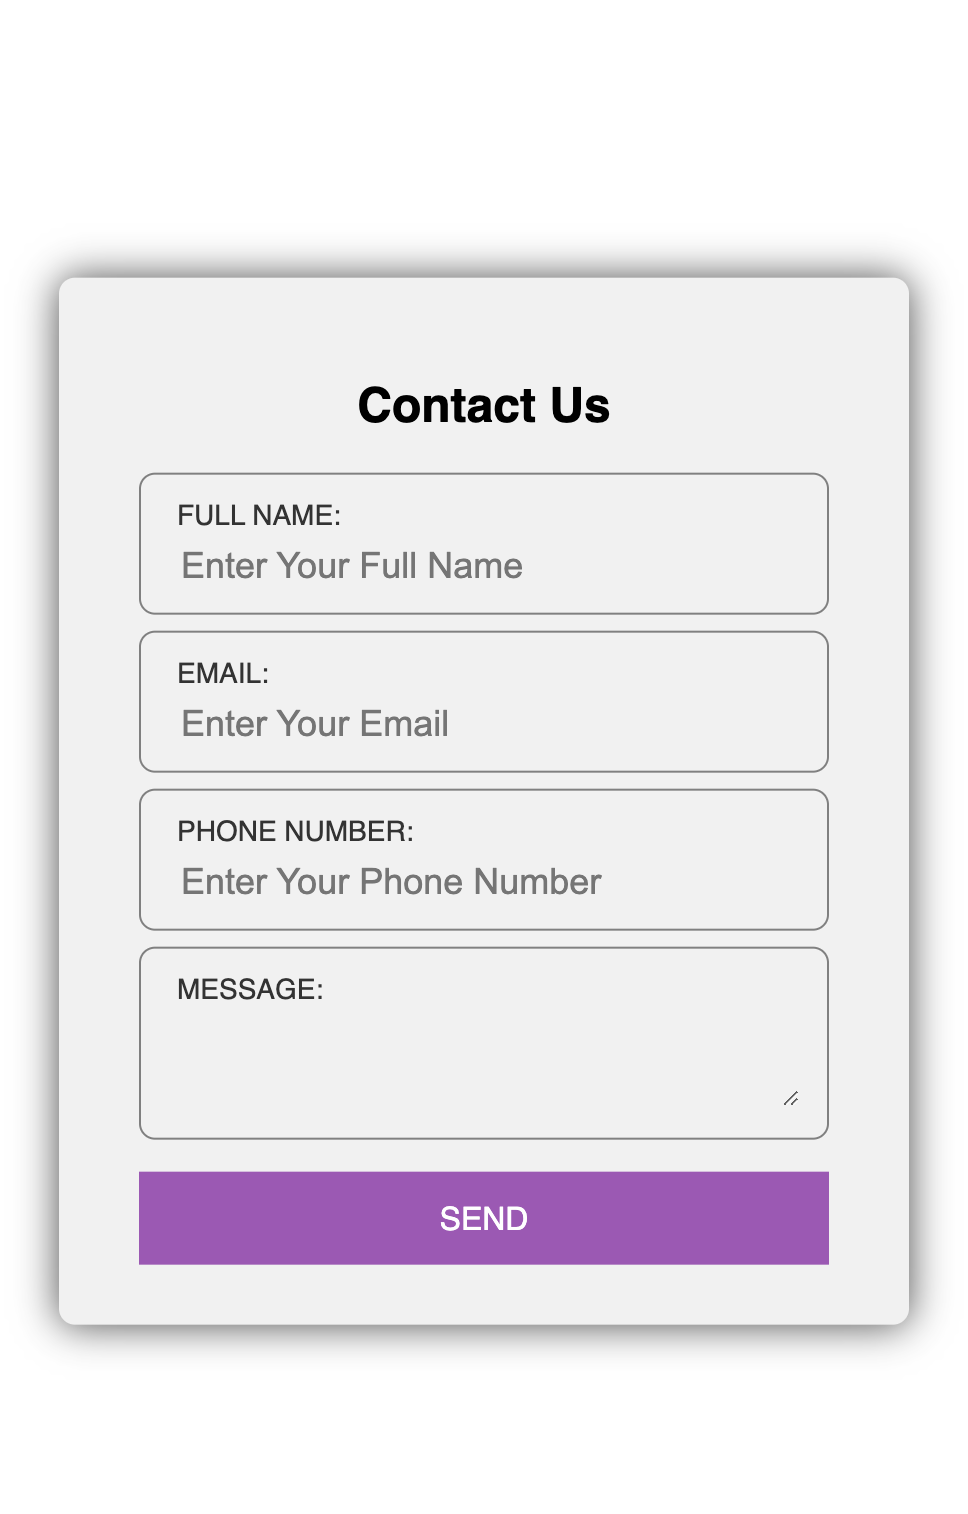 Contact Us
FULL NAME:
Enter Your Full Name
EMAIL:
Enter Your Email
PHONE NUMBER:
Enter Your Phone Number
MESSAGE:
SEND